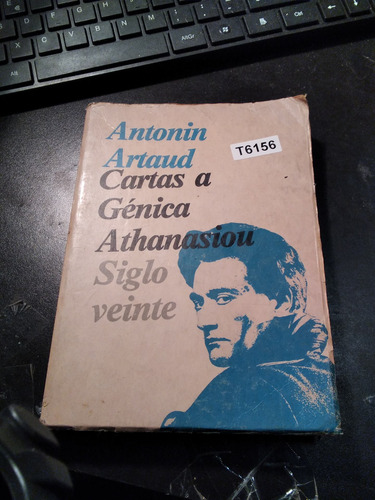 Antonin
Artaud
T6156
Cartas a
Génica
Athanasiou
Siglo
veinte